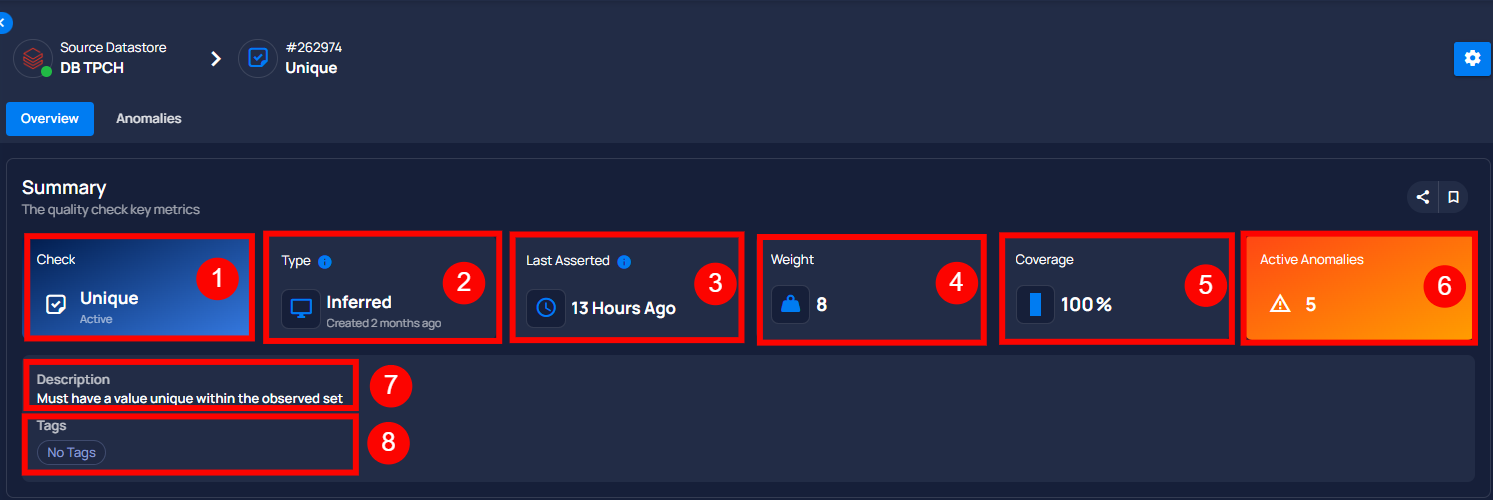 Source Datastore
DB TPCH
#262974
Unique
Overview
Anomalies
Summary
The quality check key metrics
Check
Unique
Active
1
Type
Inferred
Created 2 months ago
2
Last Asserted
13 Hours Ago
3
Weight
8
4
Coverage
100%
5
Active Anomalies
5
6
Description
Must have a value unique within the observed set
7
Tags
No Tags
8